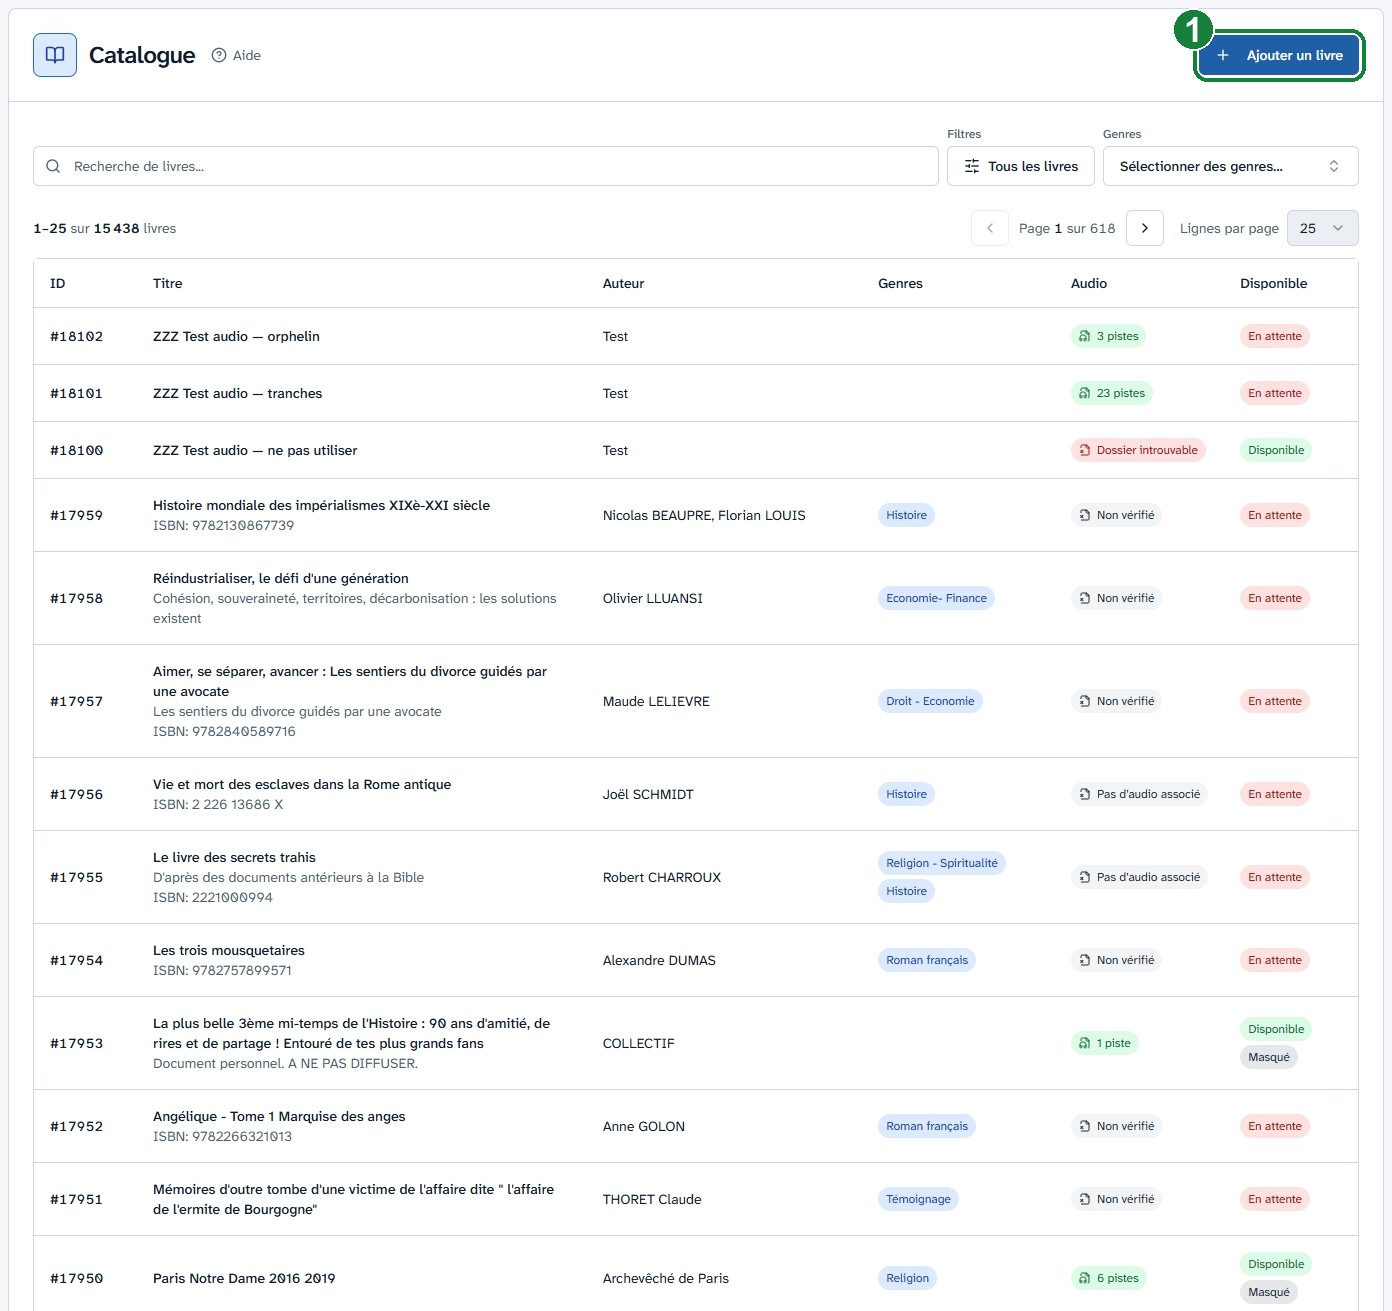 1
Catalogue
Aide
Ajouter un livre
Filtres
Genres
Recherche de livres...
Tous les livres
Sélectionner des genres...
1–25 sur 15 438 livres
Page 1 sur 618
Lignes par page
25
ID Titre Auteur Genres Audio Disponible
#18102 ZZZ Test audio — orphelin Test 3 pistes En attente
#18101 ZZZ Test audio — tranches Test 23 pistes En attente
#18100 ZZZ Test audio — ne pas utiliser Test Dossier introuvable Disponible
Histoire mondiale des impérialismes XIXè-XXI siècle
ISBN: 9782130867739
#17959 Nicolas BEAUPRE, Florian LOUIS Histoire Non vérifié En attente
Réindustrialiser, le défi d'une génération
Cohésion, souveraineté, territoires, décarbonisation : les solutions
existent
#17958 Olivier LLUANSI Economie- Finance Non vérifié En attente
Aimer, se séparer, avancer : Les sentiers du divorce guidés par
une avocate
Les sentiers du divorce guidés par une avocate
ISBN: 9782840589716
#17957 Maude LELIEVRE Droit - Economie Non vérifié En attente
Vie et mort des esclaves dans la Rome antique
ISBN: 2 226 13686 X
#17956 Joël SCHMIDT Histoire Pas d'audio associé En attente
Le livre des secrets trahis
D'après des documents antérieurs à la Bible
ISBN: 2221000994
#17955 Robert CHARROUX Religion - Spiritualité Pas d'audio associé En attente
Histoire
Les trois mousquetaires
ISBN: 9782757899571
#17954 Alexandre DUMAS Roman français Non vérifié En attente
La plus belle 3ème mi-temps de l'Histoire : 90 ans d'amitié, de
rires et de partage ! Entouré de tes plus grands fans
Document personnel. A NE PAS DIFFUSER.
#17953 COLLECTIF 1 piste Disponible
Masqué
Angélique - Tome 1 Marquise des anges
ISBN: 9782266321013
#17952 Anne GOLON Roman français Non vérifié En attente
Mémoires d'outre tombe d'une victime de l'affaire dite " l'affaire
de l'ermite de Bourgogne"
#17951 THORET Claude Témoignage Non vérifié En attente
#17950 Paris Notre Dame 2016 2019 Archevêché de Paris Religion 6 pistes Disponible
Masqué